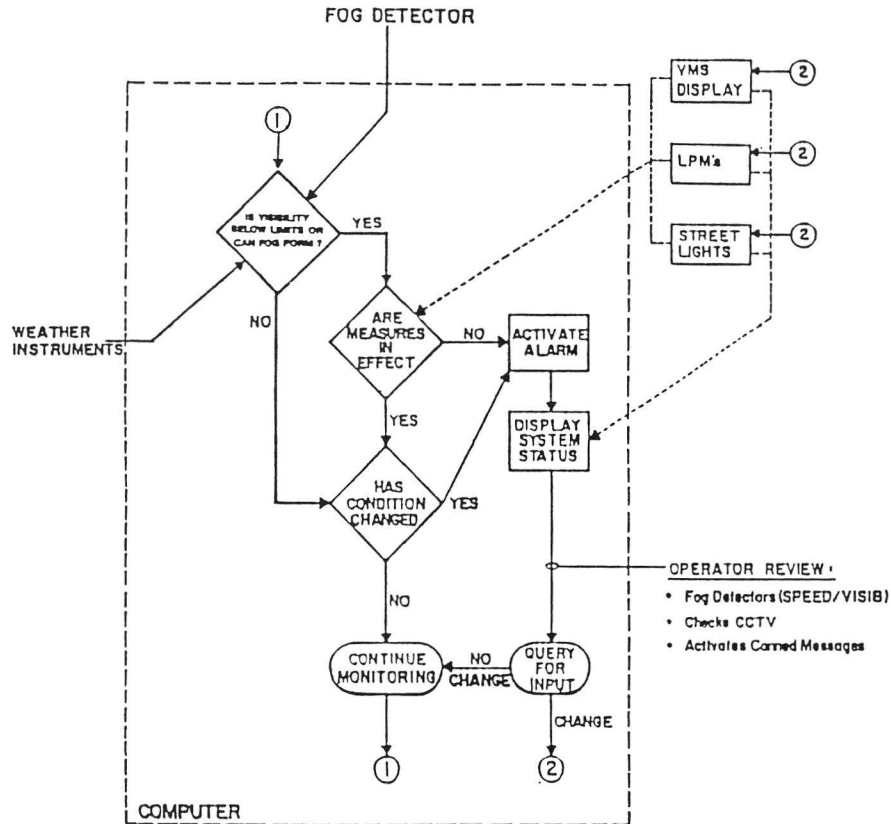 FOG DETECTOR
VMS
DISPLAY
2
1
LPM's
2
IS VISIBILITY
BELOW LIMITS OR
CAN FOG FORM?
YES
STREET
LIGHTS
2
WEATHER
INSTRUMENTS
NO
ARE
MEASURES
IN
EFFECT
NO
ACTIVATE
ALARM
YES
DISPLAY
SYSTEM
STATUS
HAS
CONDITION
CHANGED
YES
OPERATOR REVIEW:
• Fog Detectors (SPEED/VISIB)
• Checks CCTV
• Activates Canned Messages
NO
CONTINUE
MONITORING
NO
CHANGE
QUERY
FOR
INPUT
CHANGE
1
2
COMPUTER